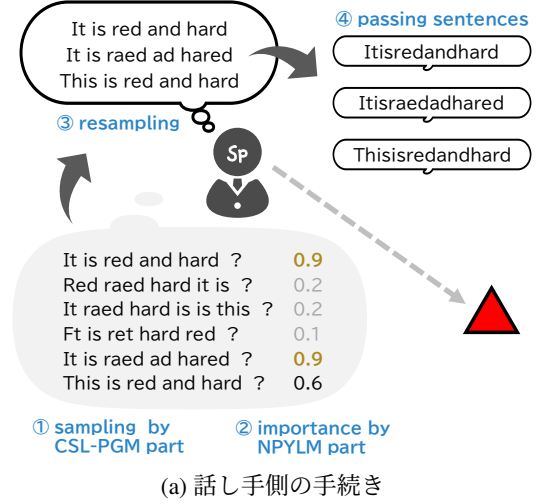 It is red and hard
It is raed ad hared
This is red and hard
③ resampling
④ passing sentences
Itisredandhard
Itisraedadhared
Thisisredandhard
Sp
It is red and hard ? 0.9
Red raed hard it is ? 0.2
It raed hard is is this ? 0.2
Ft is ret hard red ? 0.1
It is raed ad hared ? 0.9
This is red and hard ? 0.6
① sampling by
CSL-PGM part
② importance by
NPYLM part
(a) 話し手側の手続き